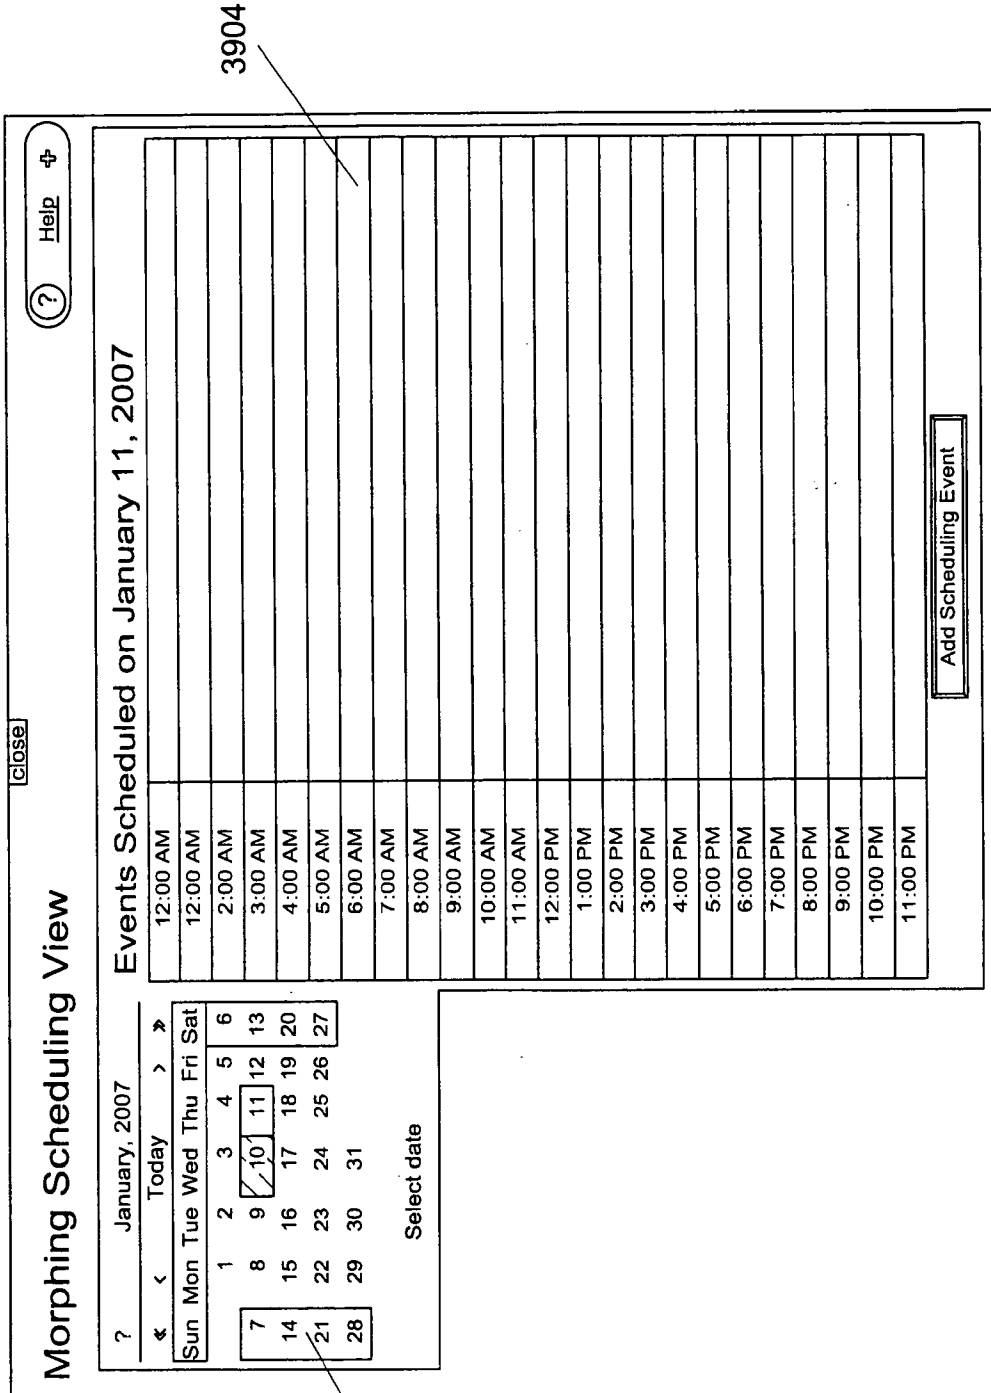 3904
close
Morphing Scheduling View
? Help
? January, 2007
« < Today > »
Sun Mon Tue Wed Thu Fri Sat
1 2 3 4 5 6
7 8 9 10 11 12 13
14 15 16 17 18 19 20
21 22 23 24 25 26 27
28 29 30 31
Select date
Events Scheduled on January 11, 2007
12:00 AM
12:00 AM
2:00 AM
3:00 AM
4:00 AM
5:00 AM
6:00 AM
7:00 AM
8:00 AM
9:00 AM
10:00 AM
11:00 AM
12:00 PM
1:00 PM
2:00 PM
3:00 PM
4:00 PM
5:00 PM
6:00 PM
7:00 PM
8:00 PM
9:00 PM
10:00 PM
11:00 PM
Add Scheduling Event